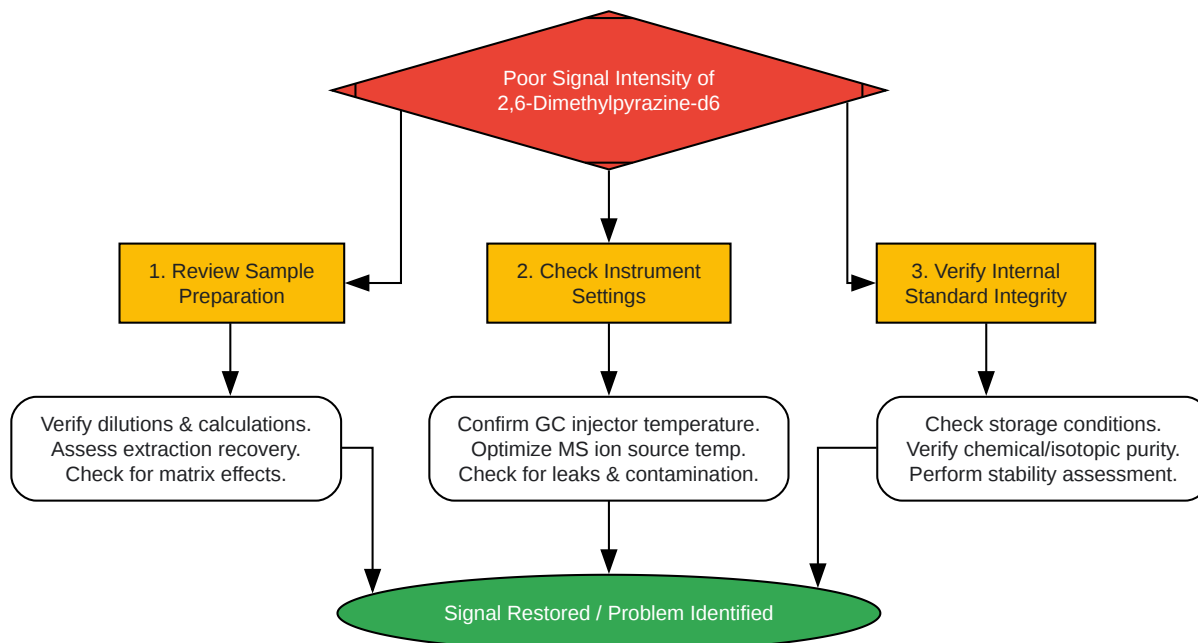 Poor Signal Intensity of
2,6-Dimethylpyrazine-d6
1. Review Sample
Preparation
2. Check Instrument
Settings
3. Verify Internal
Standard Integrity
Verify dilutions & calculations.
Assess extraction recovery.
Check for matrix effects.
Confirm GC injector temperature.
Optimize MS ion source temp.
Check for leaks & contamination.
Check storage conditions.
Verify chemical/isotopic purity.
Perform stability assessment.
Signal Restored / Problem Identified